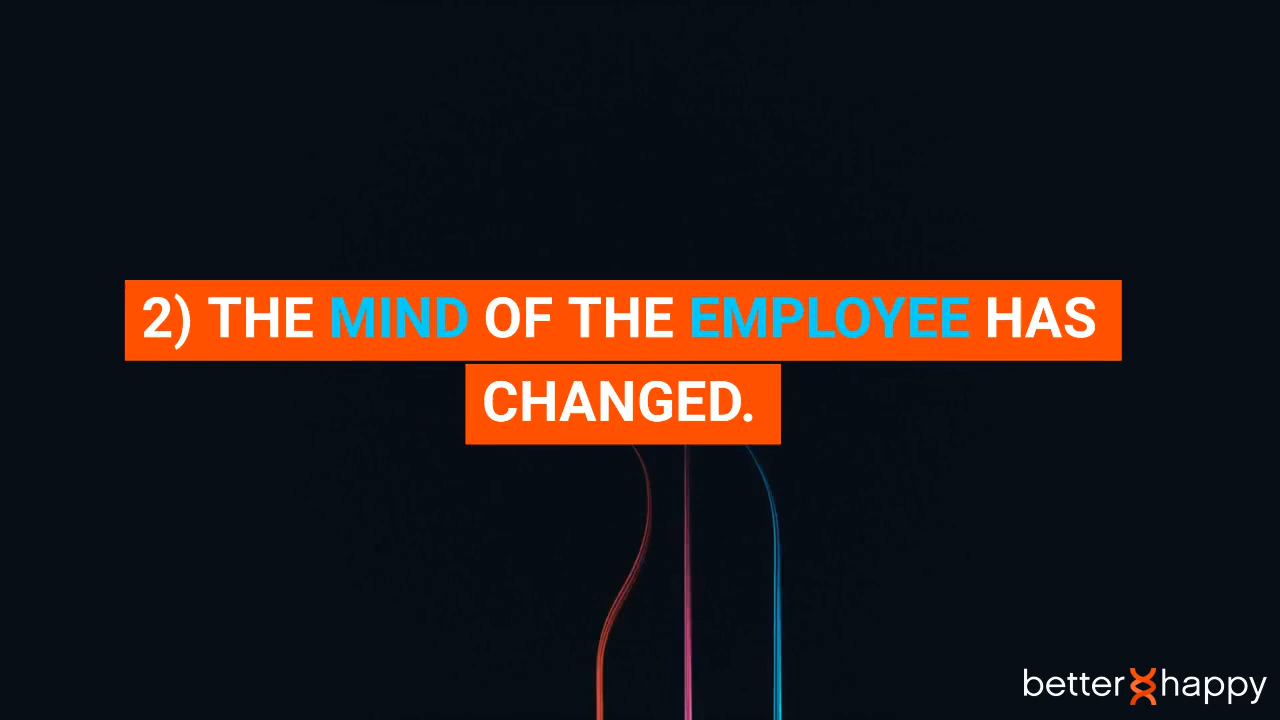 2) THE MIND OF THE EMPLOYEE HAS
CHANGED.
better happy